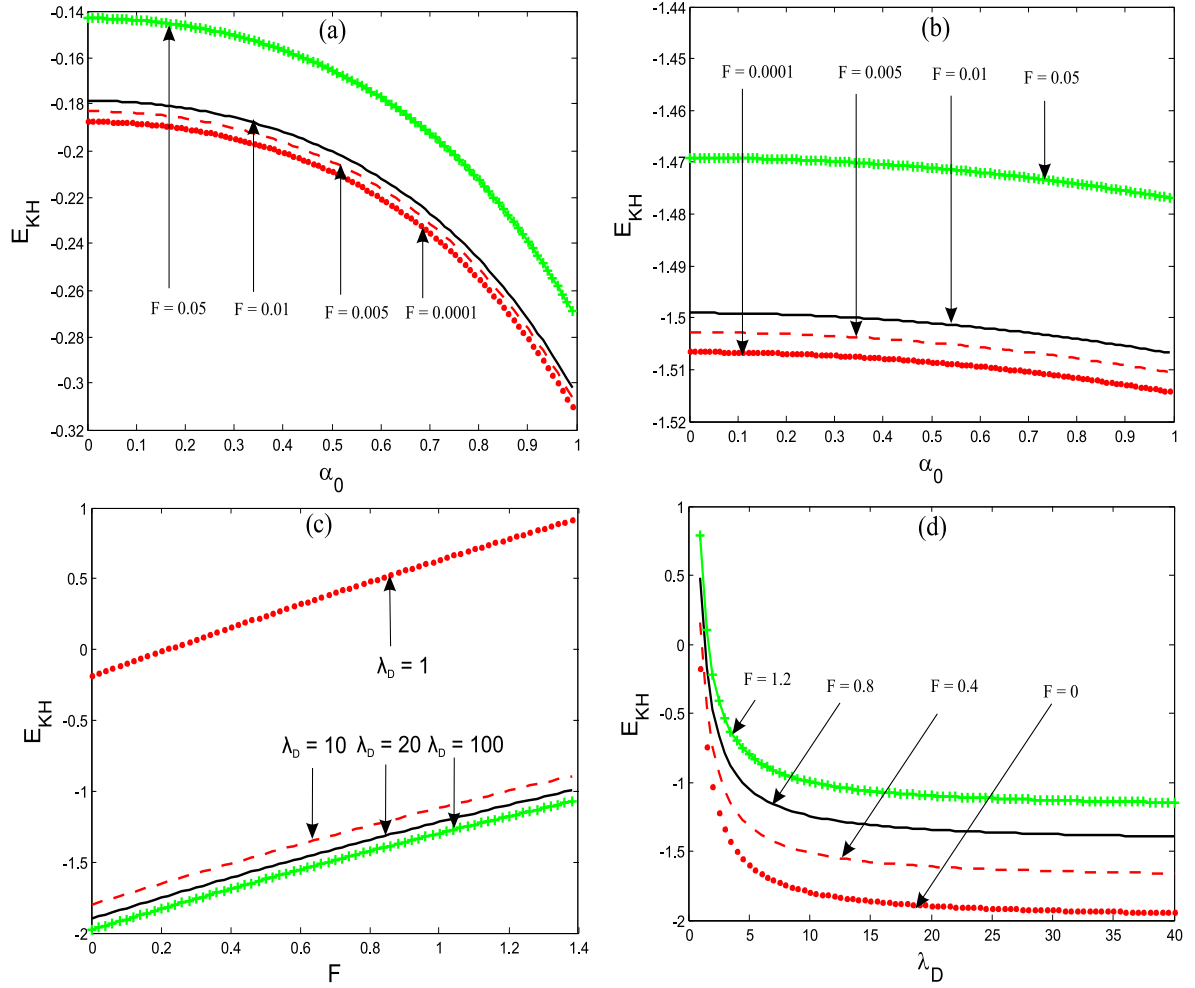 (a)
-0.14
-0.16
-0.18
-0.2
-0.22
-0.24
-0.26
-0.28
-0.3
-0.32
E_KH
F = 0.05 F = 0.01 F = 0.005 F = 0.0001
0 0.1 0.2 0.3 0.4 0.5 0.6 0.7 0.8 0.9 1
α_0
(b)
-1.44
-1.45
-1.46
-1.47
-1.48
-1.49
-1.5
-1.51
-1.52
E_KH
F = 0.0001 F = 0.005 F = 0.01 F = 0.05
0 0.1 0.2 0.3 0.4 0.5 0.6 0.7 0.8 0.9 1
α_0
(c)
1
0.5
0
-0.5
-1
-1.5
-2
E_KH
λ_D = 1
λ_D = 10 λ_D = 20 λ_D = 100
0 0.2 0.4 0.6 0.8 1.0 1.2 1.4
F
(d)
1
0.5
0
-0.5
-1
-1.5
-2
E_KH
F = 1.2 F = 0.8 F = 0.4 F = 0
0 5 10 15 20 25 30 35 40
λ_D